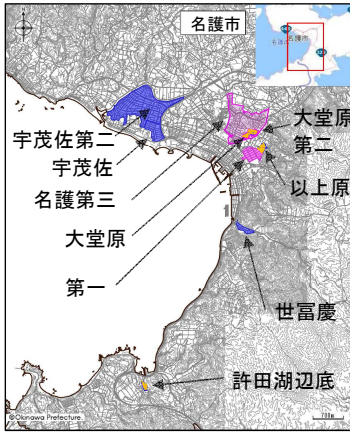 名護市
名護市
宇茂佐第二
宇茂佐
名護第三
大堂原
第一
大堂原
第二
以上原
世冨慶
許田湖辺底
©Okinawa Prefecture.
700m